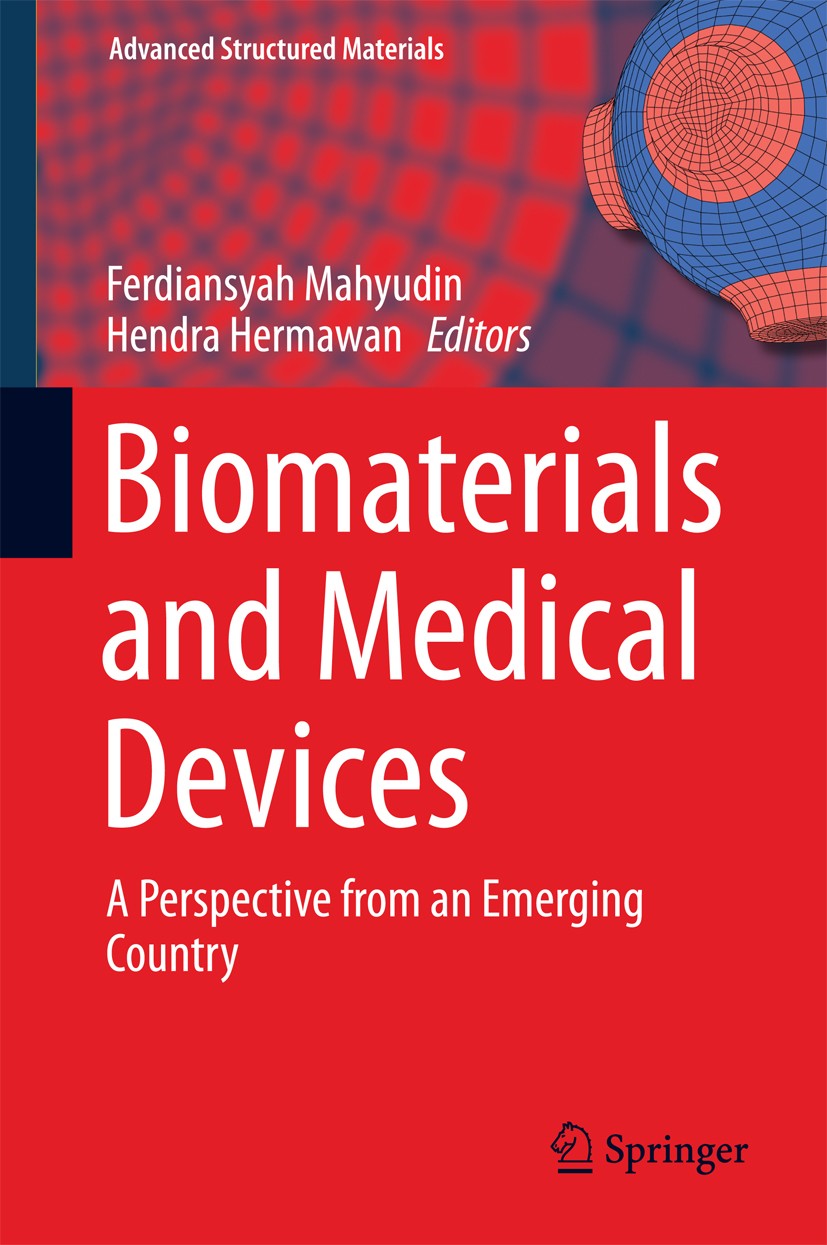 Advanced Structured Materials
Ferdiansyah Mahyudin
Hendra Hermawan Editors
Biomaterials
and Medical
Devices
A Perspective from an Emerging
Country
Springer